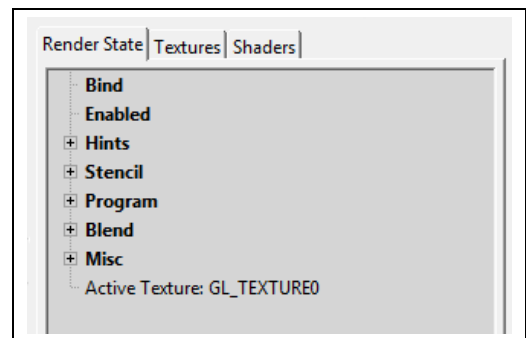 Render State Textures Shaders
Bind
Enabled
Hints
Stencil
Program
Blend
Misc
Active Texture: GL_TEXTURE0